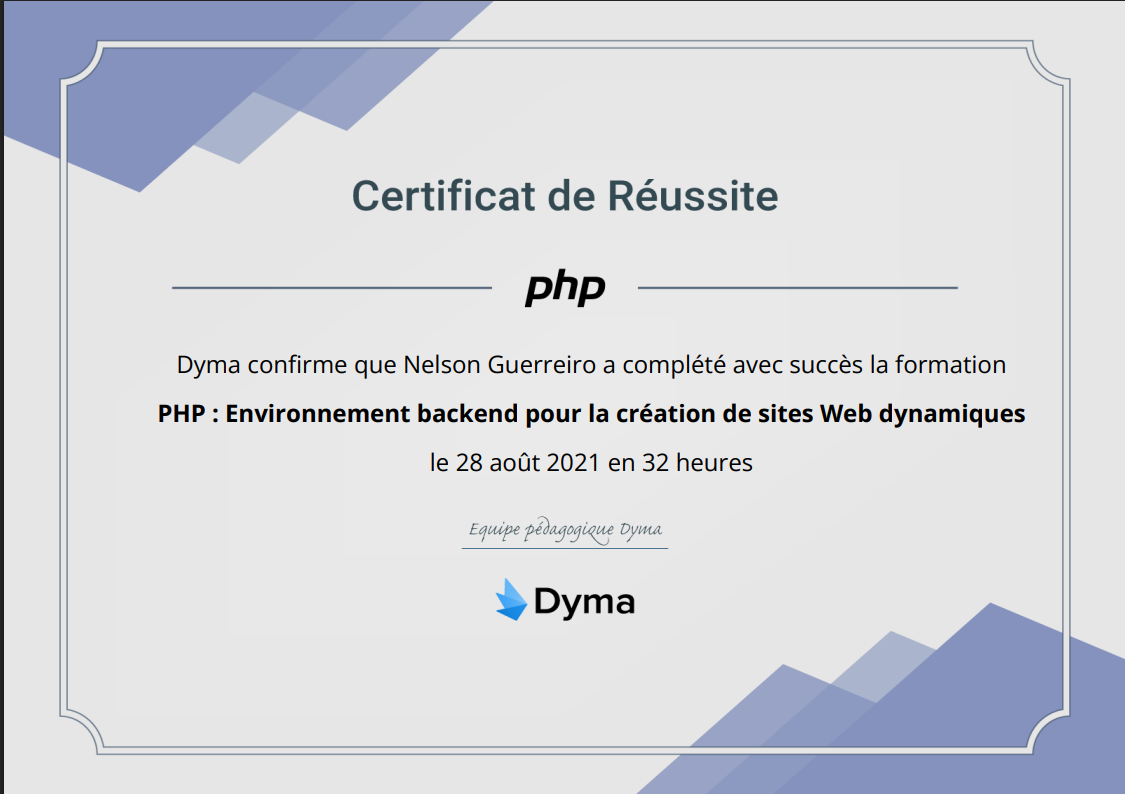 Certificat de Réussite
php
Dyma confirme que Nelson Guerreiro a complété avec succès la formation
PHP : Environnement backend pour la création de sites Web dynamiques
le 28 août 2021 en 32 heures
Equipe pédagogique Dyma
Dyma